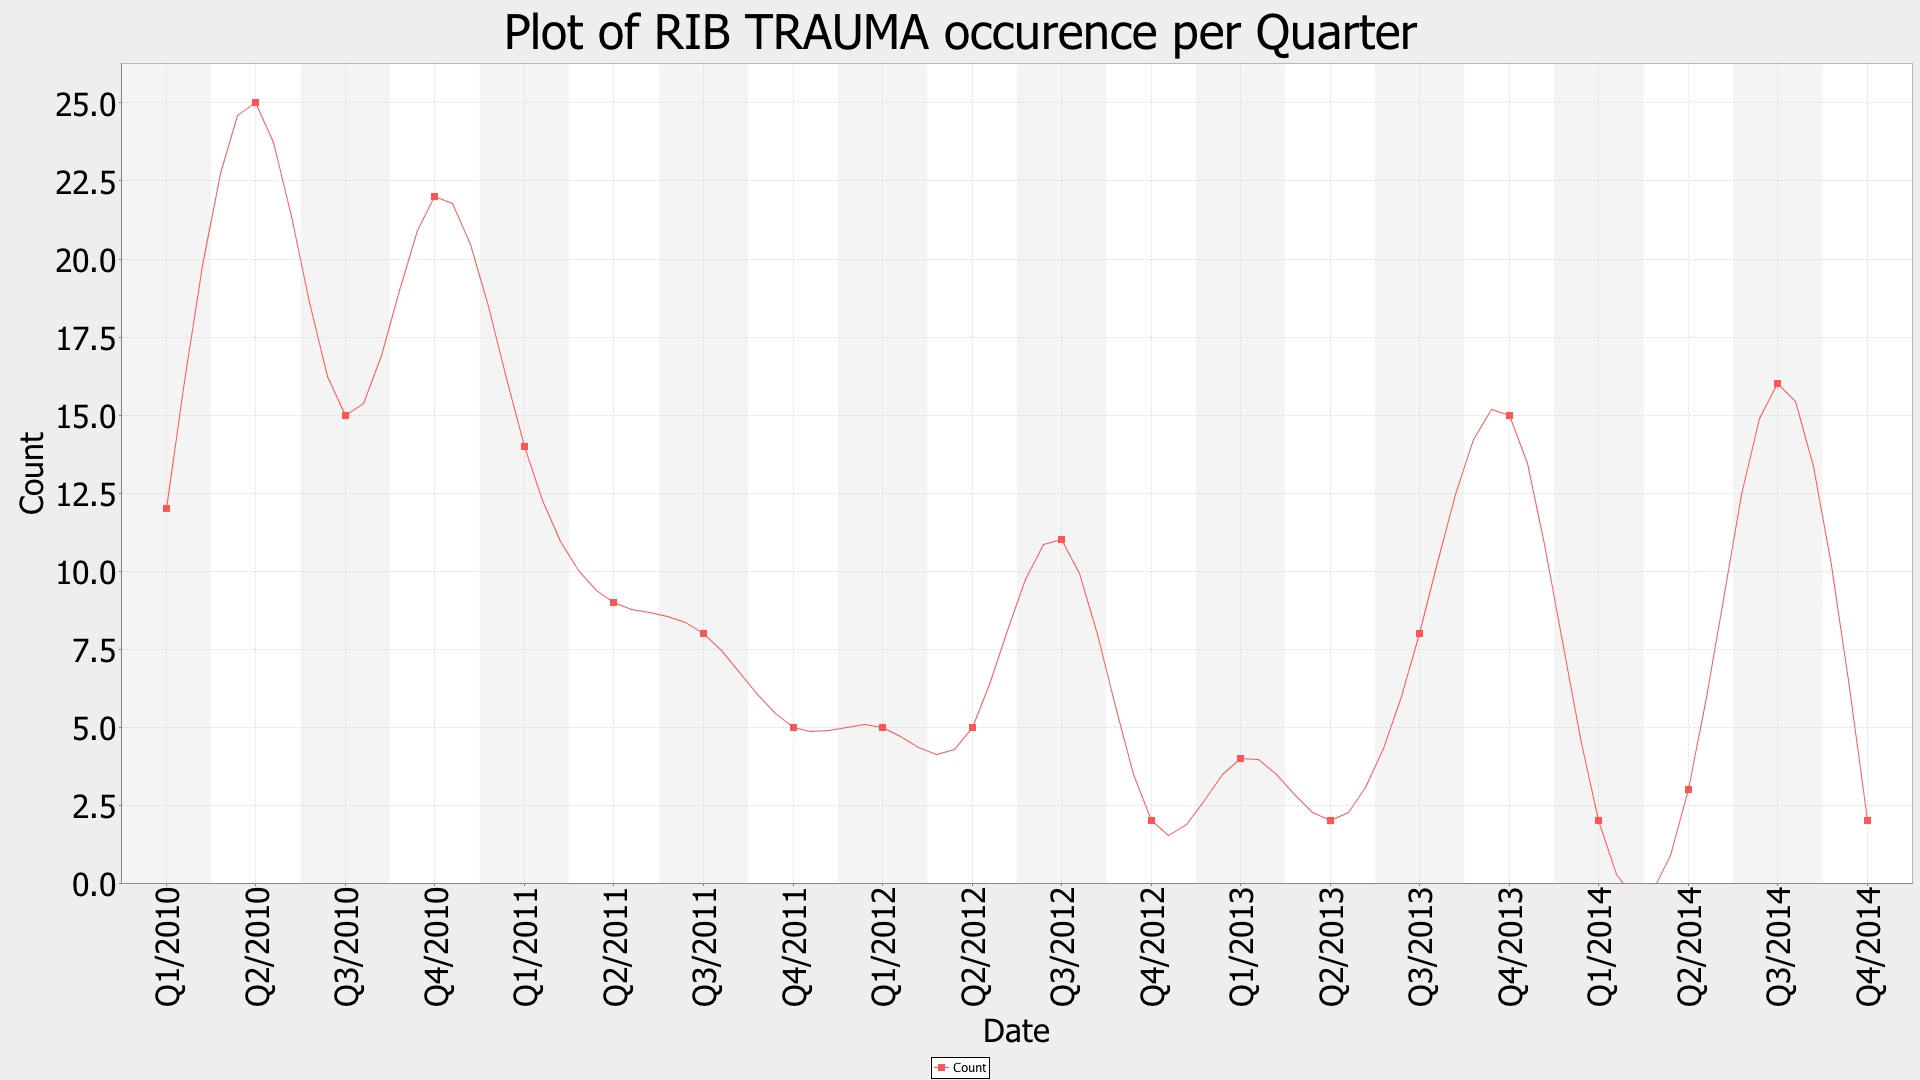 Plot of RIB TRAUMA occurence per Quarter
25.0
22.5
20.0
17.5
15.0
12.5
10.0
7.5
5.0
2.5
0.0
Count
Q1/2010
Q2/2010
Q3/2010
Q4/2010
Q1/2011
Q2/2011
Q3/2011
Q4/2011
Q1/2012
Q2/2012
Q3/2012
Q4/2012
Q1/2013
Q2/2013
Q3/2013
Q4/2013
Q1/2014
Q2/2014
Q3/2014
Q4/2014
Date
Count